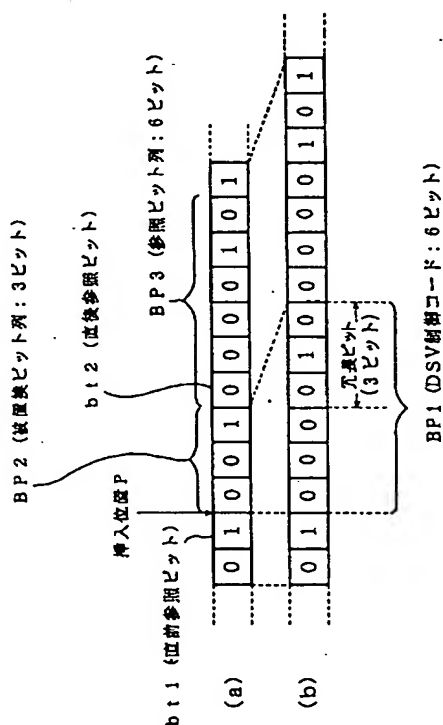 BP2 (被置換ビット列:3ビット)
挿入位置P
bt2 (直後参照ビット)
BP3 (参照ビット列:6ビット)
bt1 (直前参照ビット)
(a) 0 1 0 0 1 0 0 0 0 1 0 1
(b) 0 1 0 0 0 0 1 0 0 0 0 0 1 0 1
冗長ビット
(3ビット)
BP1 (DSV制御コード:6ビット)